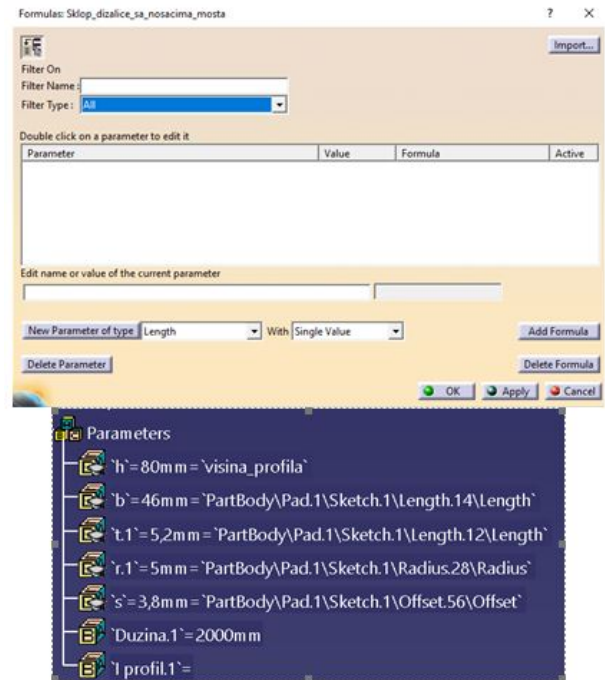 Formulas: Sklop_dizalice_sa_nosacima_mosta ? X
Import...
Filter On
Filter Name :
Filter Type : All
Double click on a parameter to edit it
Parameter Value Formula Active
Edit name or value of the current parameter
New Parameter of type Length With Single Value Add Formula
Delete Parameter Delete Formula
OK Apply Cancel
Parameters
`h`=80mm=`visina_profila`
`b`=46mm=`PartBody\Pad.1\Sketch.1\Length.14\Length`
`t.1`=5,2mm=`PartBody\Pad.1\Sketch.1\Length.12\Length`
`r.1`=5mm=`PartBody\Pad.1\Sketch.1\Radius.28\Radius`
`s`=3,8mm=`PartBody\Pad.1\Sketch.1\Offset.56\Offset`
`Duzina.1`=2000mm
`I profil.1`=